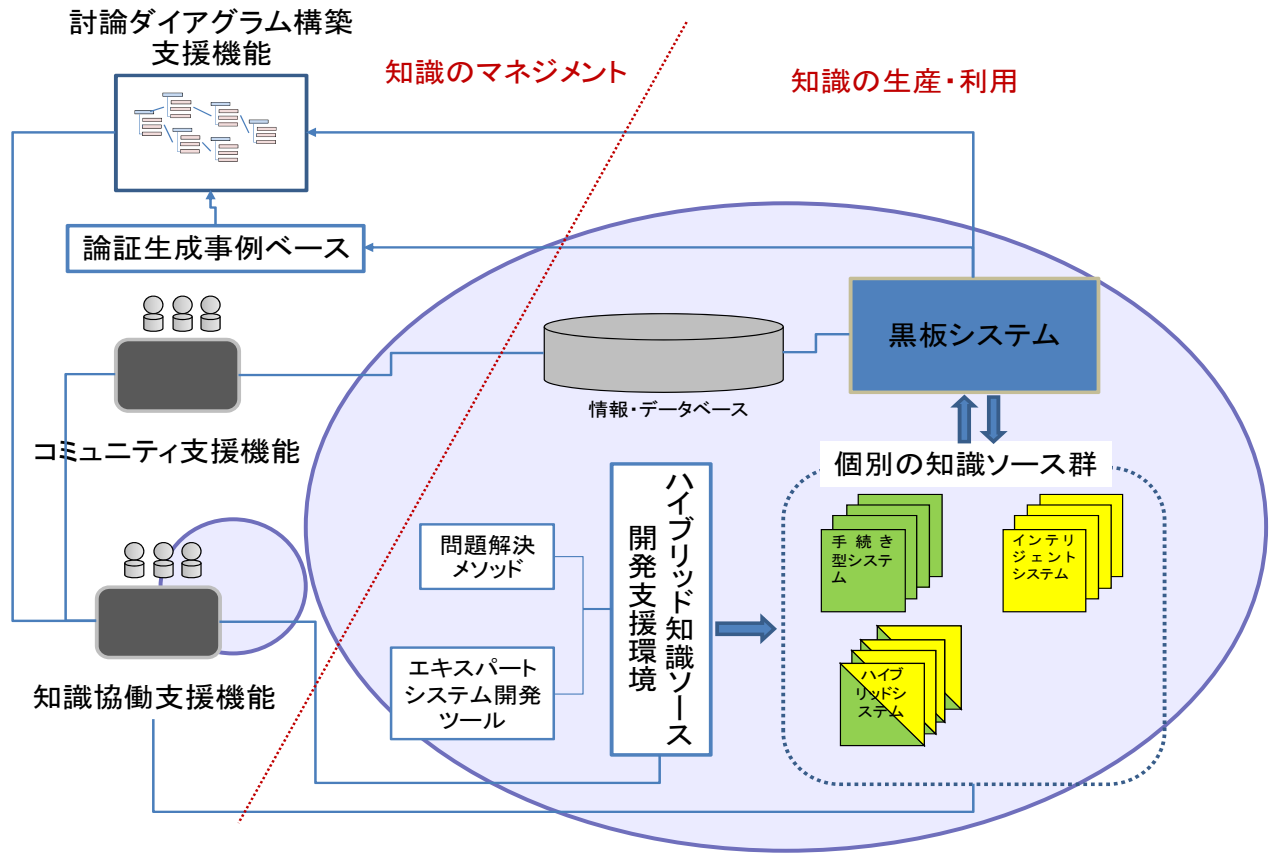 討論ダイアグラム構築
支援機能
知識のマネジメント
知識の生産・利用
論証生成事例ベース
黒板システム
情報・データベース
コミュニティ支援機能
個別の知識ソース群
ハイブリッド知識ソース
開発支援環境
問題解決
メソッド
手続き
型システ
ム
インテリ
ジェント
システム
エキスパート
システム開発
ツール
ハイブ
リッドシ
ステム
知識協働支援機能